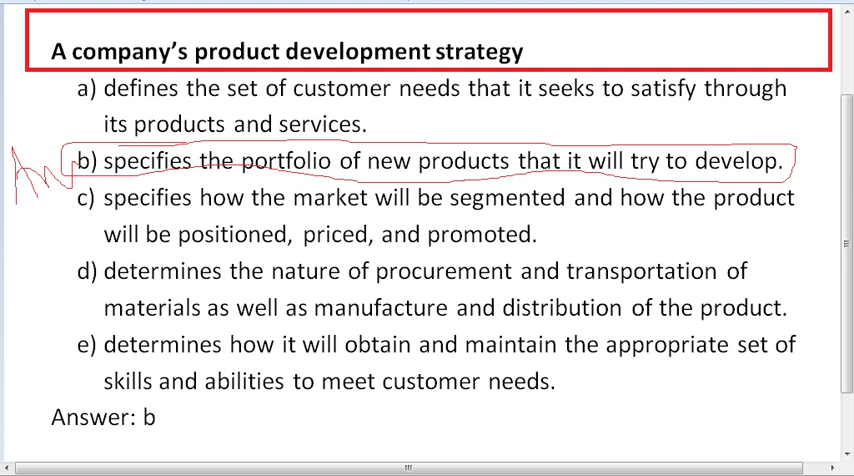 A company's product development strategy
a) defines the set of customer needs that it seeks to satisfy through
its products and services.
Ans
b) specifies the portfolio of new products that it will try to develop.
c) specifies how the market will be segmented and how the product
will be positioned, priced, and promoted.
d) determines the nature of procurement and transportation of
materials as well as manufacture and distribution of the product.
e) determines how it will obtain and maintain the appropriate set of
skills and abilities to meet customer needs.
Answer: b